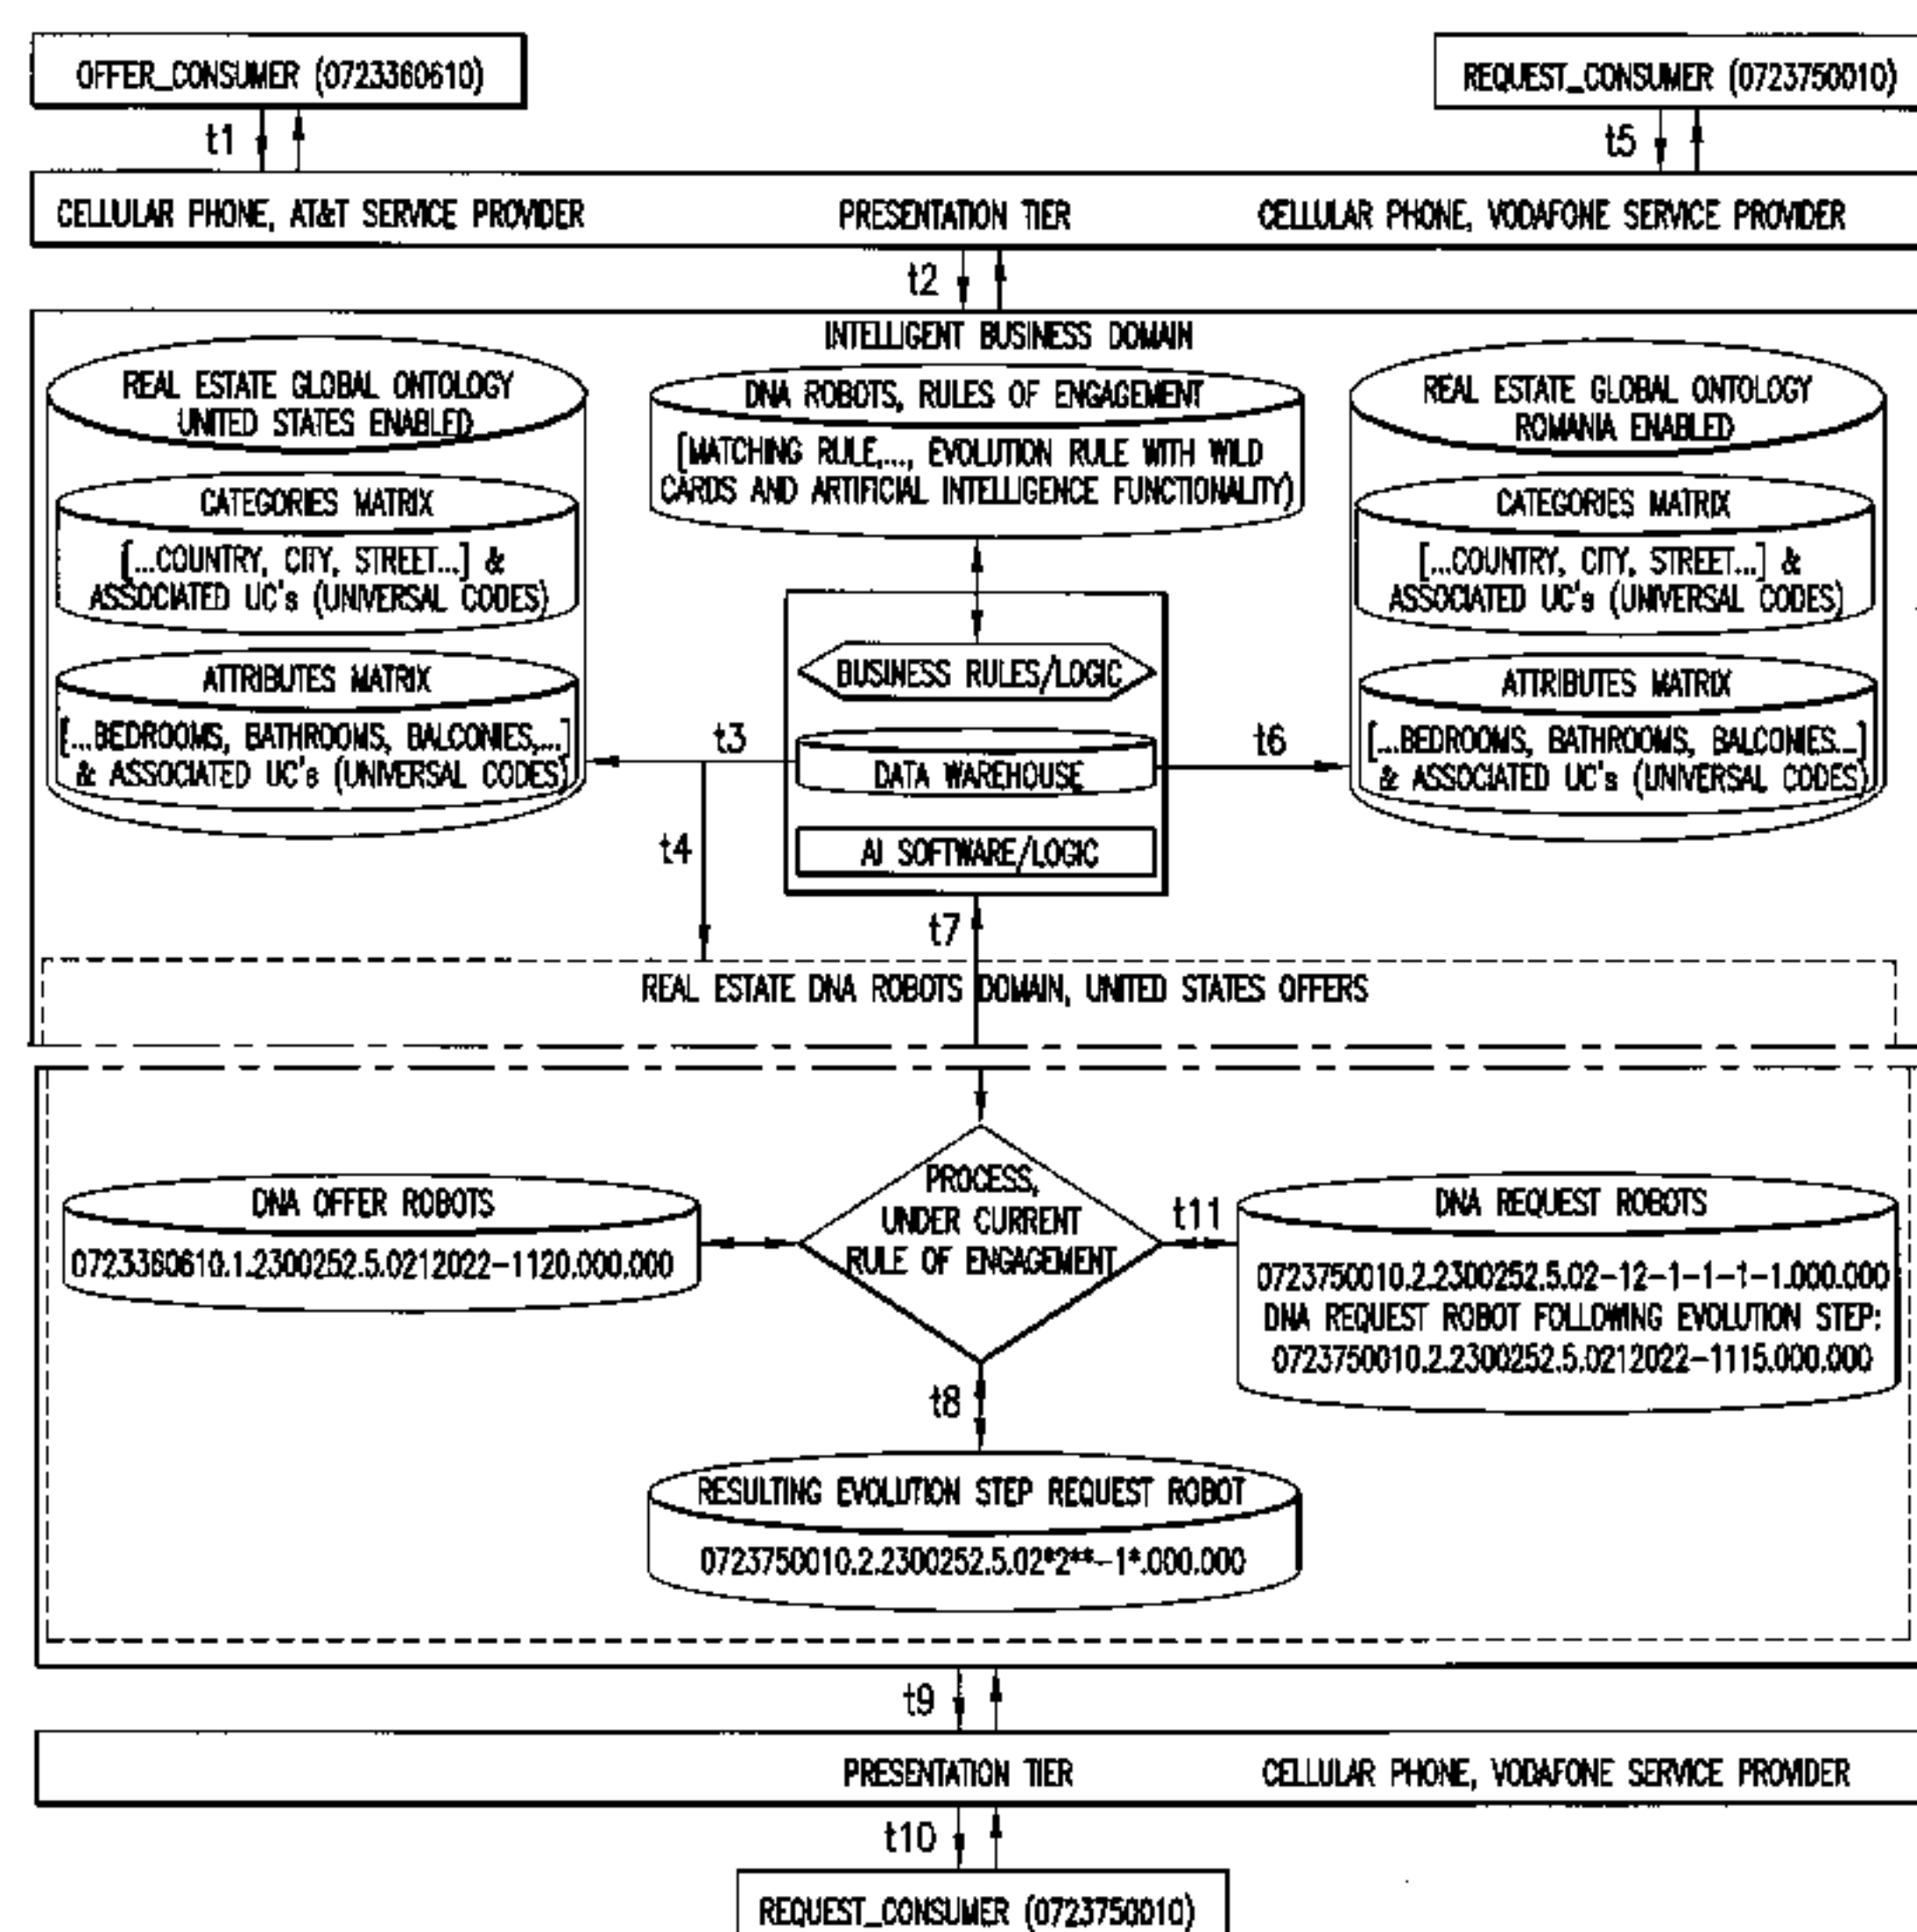 OFFER_CONSUMER (0723360610)
REQUEST_CONSUMER (0723750010)
t1
t5
CELLULAR PHONE, AT&T SERVICE PROVIDER
PRESENTATION TIER
CELLULAR PHONE, VODAFONE SERVICE PROVIDER
t2
INTELLIGENT BUSINESS DOMAIN
REAL ESTATE GLOBAL ONTOLOGY
UNITED STATES ENABLED
CATEGORIES MATRIX
[...COUNTRY, CITY, STREET...] &
ASSOCIATED UC's (UNIVERSAL CODES)
ATTRIBUTES MATRIX
[...BEDROOMS, BATHROOMS, BALCONIES,...]
& ASSOCIATED UC's (UNIVERSAL CODES)
DNA ROBOTS, RULES OF ENGAGEMENT
[MATCHING RULE,..., EVOLUTION RULE WITH WILD
CARDS AND ARTIFICIAL INTELLIGENCE FUNCTIONALITY)
BUSINESS RULES/LOGIC
DATA WAREHOUSE
AI SOFTWARE/LOGIC
REAL ESTATE GLOBAL ONTOLOGY
ROMANIA ENABLED
CATEGORIES MATRIX
[...COUNTRY, CITY, STREET...] &
ASSOCIATED UC's (UNIVERSAL CODES)
ATTRIBUTES MATRIX
[...BEDROOMS, BATHROOMS, BALCONIES...]
& ASSOCIATED UC's (UNIVERSAL CODES)
t3
t6
t4
t7
REAL ESTATE DNA ROBOTS DOMAIN, UNITED STATES OFFERS
DNA OFFER ROBOTS
0723360610.1.2300252.5.0212022-1120.000.000
PROCESS,
UNDER CURRENT
RULE OF ENGAGEMENT
t11
DNA REQUEST ROBOTS
0723750010.2.2300252.5.02-12-1-1-1-1.000.000
DNA REQUEST ROBOT FOLLOWING EVOLUTION STEP:
0723750010.2.2300252.5.0212022-1115.000.000
t8
RESULTING EVOLUTION STEP REQUEST ROBOT
0723750010.2.2300252.5.02*2**-1*.000.000
t9
PRESENTATION TIER
CELLULAR PHONE, VODAFONE SERVICE PROVIDER
t10
REQUEST_CONSUMER (0723750010)